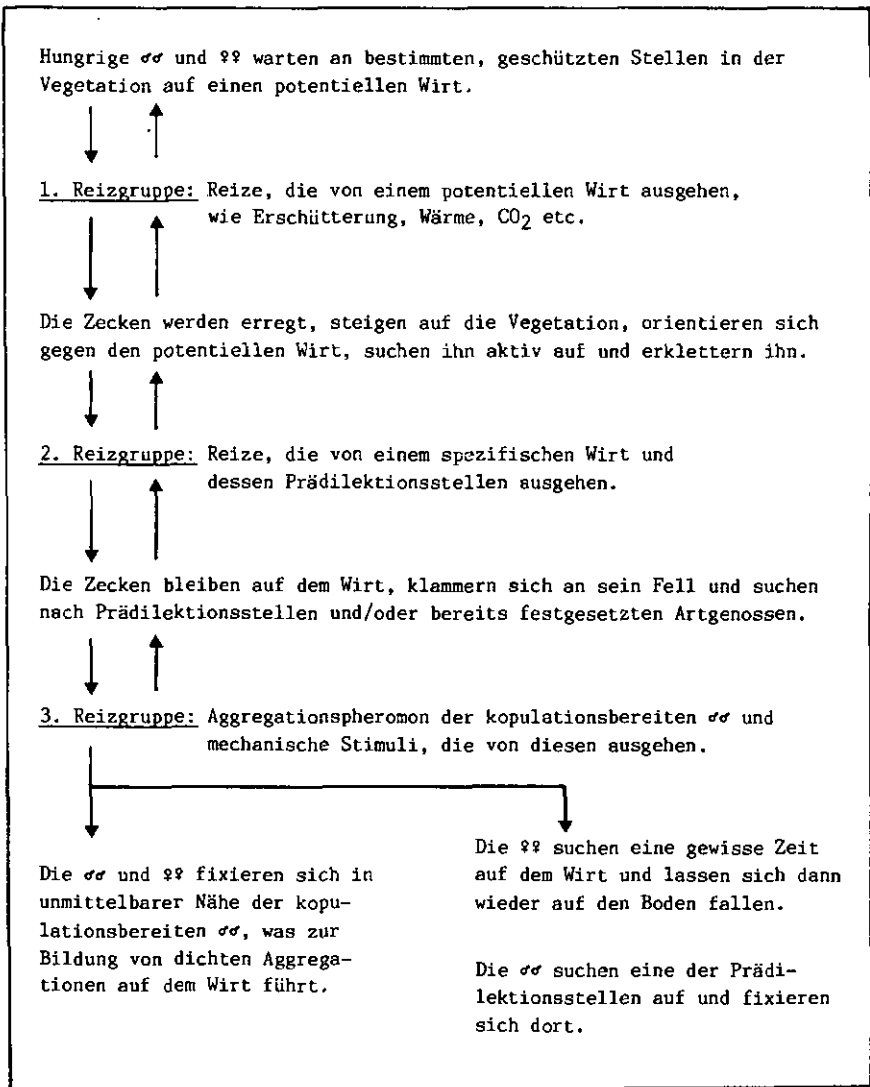 Hungrige ♂♂ und ♀♀ warten an bestimmten, geschützten Stellen in der
Vegetation auf einen potentiellen Wirt.
1. Reizgruppe: Reize, die von einem potentiellen Wirt ausgehen,
wie Erschütterung, Wärme, CO₂ etc.
Die Zecken werden erregt, steigen auf die Vegetation, orientieren sich
gegen den potentiellen Wirt, suchen ihn aktiv auf und erklettern ihn.
2. Reizgruppe: Reize, die von einem spezifischen Wirt und
dessen Prädilektionsstellen ausgehen.
Die Zecken bleiben auf dem Wirt, klammern sich an sein Fell und suchen
nach Prädilektionsstellen und/oder bereits festgesetzten Artgenossen.
3. Reizgruppe: Aggregationspheromon der kopulationsbereiten ♂♂ und
mechanische Stimuli, die von diesen ausgehen.
Die ♂♂ und ♀♀ fixieren sich in
unmittelbarer Nähe der kopu-
lationsbereiten ♂♂, was zur
Bildung von dichten Aggrega-
tionen auf dem Wirt führt.
Die ♀♀ suchen eine gewisse Zeit
auf dem Wirt und lassen sich dann
wieder auf den Boden fallen.
Die ♂♂ suchen eine der Prädi-
lektionsstellen auf und fixieren
sich dort.